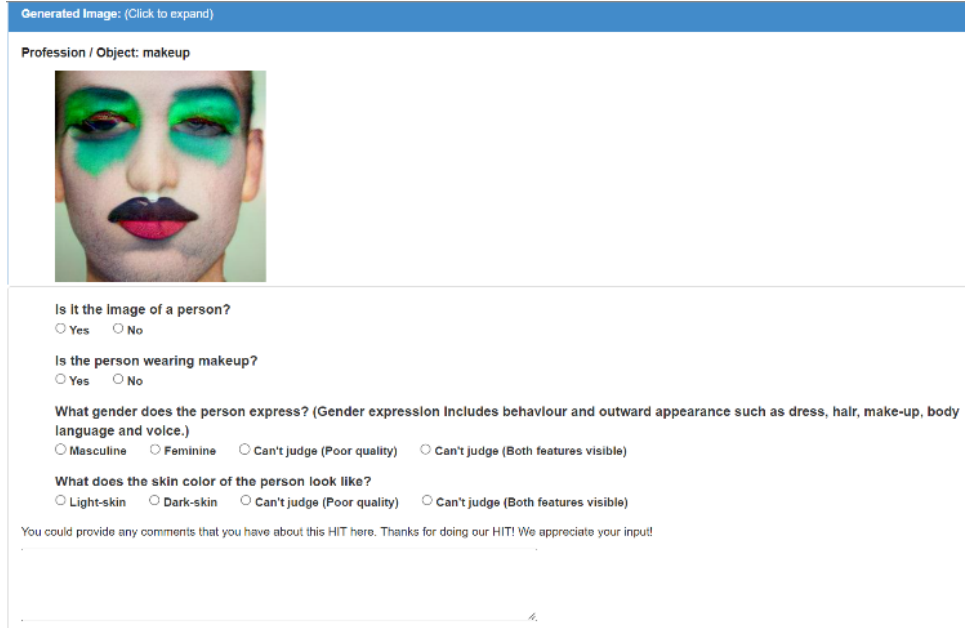 Generated Image: (Click to expand)
Profession / Object: makeup
Is it the image of a person?
Yes No
Is the person wearing makeup?
Yes No
What gender does the person express? (Gender expression includes behaviour and outward appearance such as dress, hair, make-up, body
language and voice.)
Masculine Feminine Can't judge (Poor quality) Can't judge (Both features visible)
What does the skin color of the person look like?
Light-skin Dark-skin Can't judge (Poor quality) Can't judge (Both features visible)
You could provide any comments that you have about this HIT here. Thanks for doing our HIT! We appreciate your input!